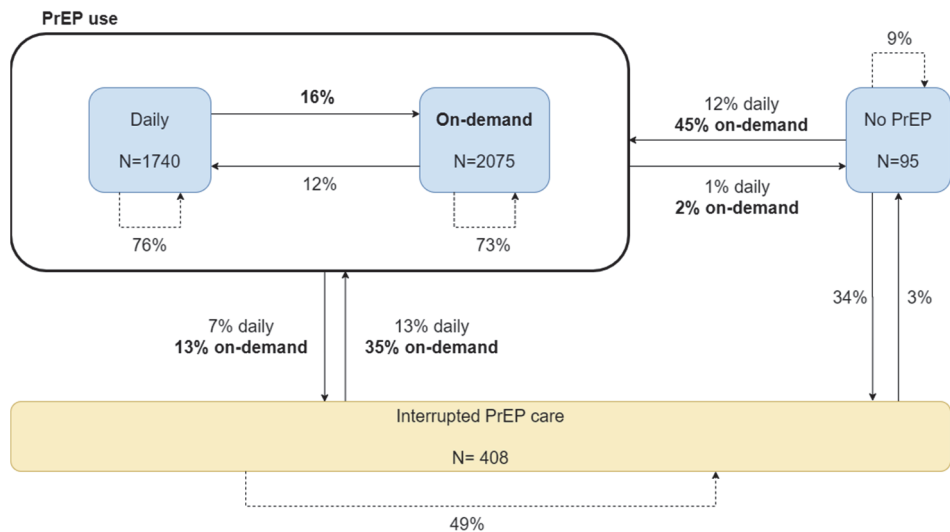 PrEP use
9%
Daily
N=1740
16%
On-demand
N=2075
12%
76%
73%
12% daily
45% on-demand
No PrEP
N=95
1% daily
2% on-demand
7% daily
13% on-demand
13% daily
35% on-demand
34%
3%
Interrupted PrEP care
N= 408
49%